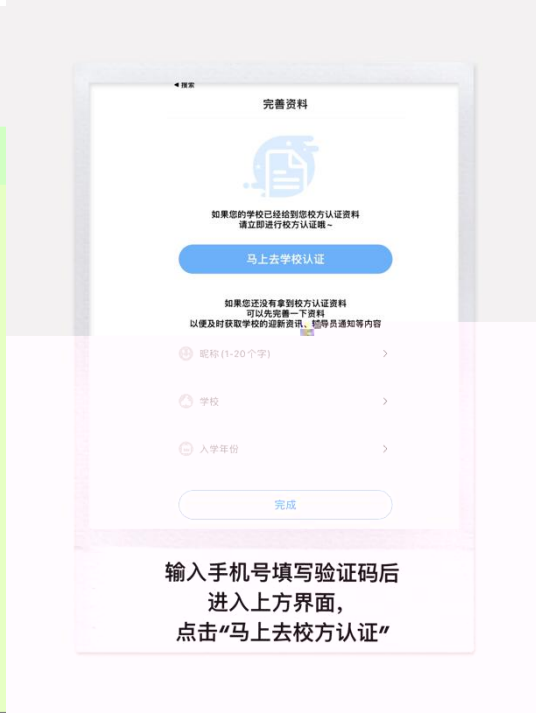 ◀ 搜索
完善资料
如果您的学校已经给到您校方认证资料
请立即进行校方认证哦~
马上去学校认证
如果您还没有拿到校方认证资料
可以先完善一下资料
以便及时获取学校的迎新资讯、辅导员通知等内容
昵称(1-20个字)
学校
入学年份
完成
输入手机号填写验证码后
进入上方界面，
点击“马上去校方认证”